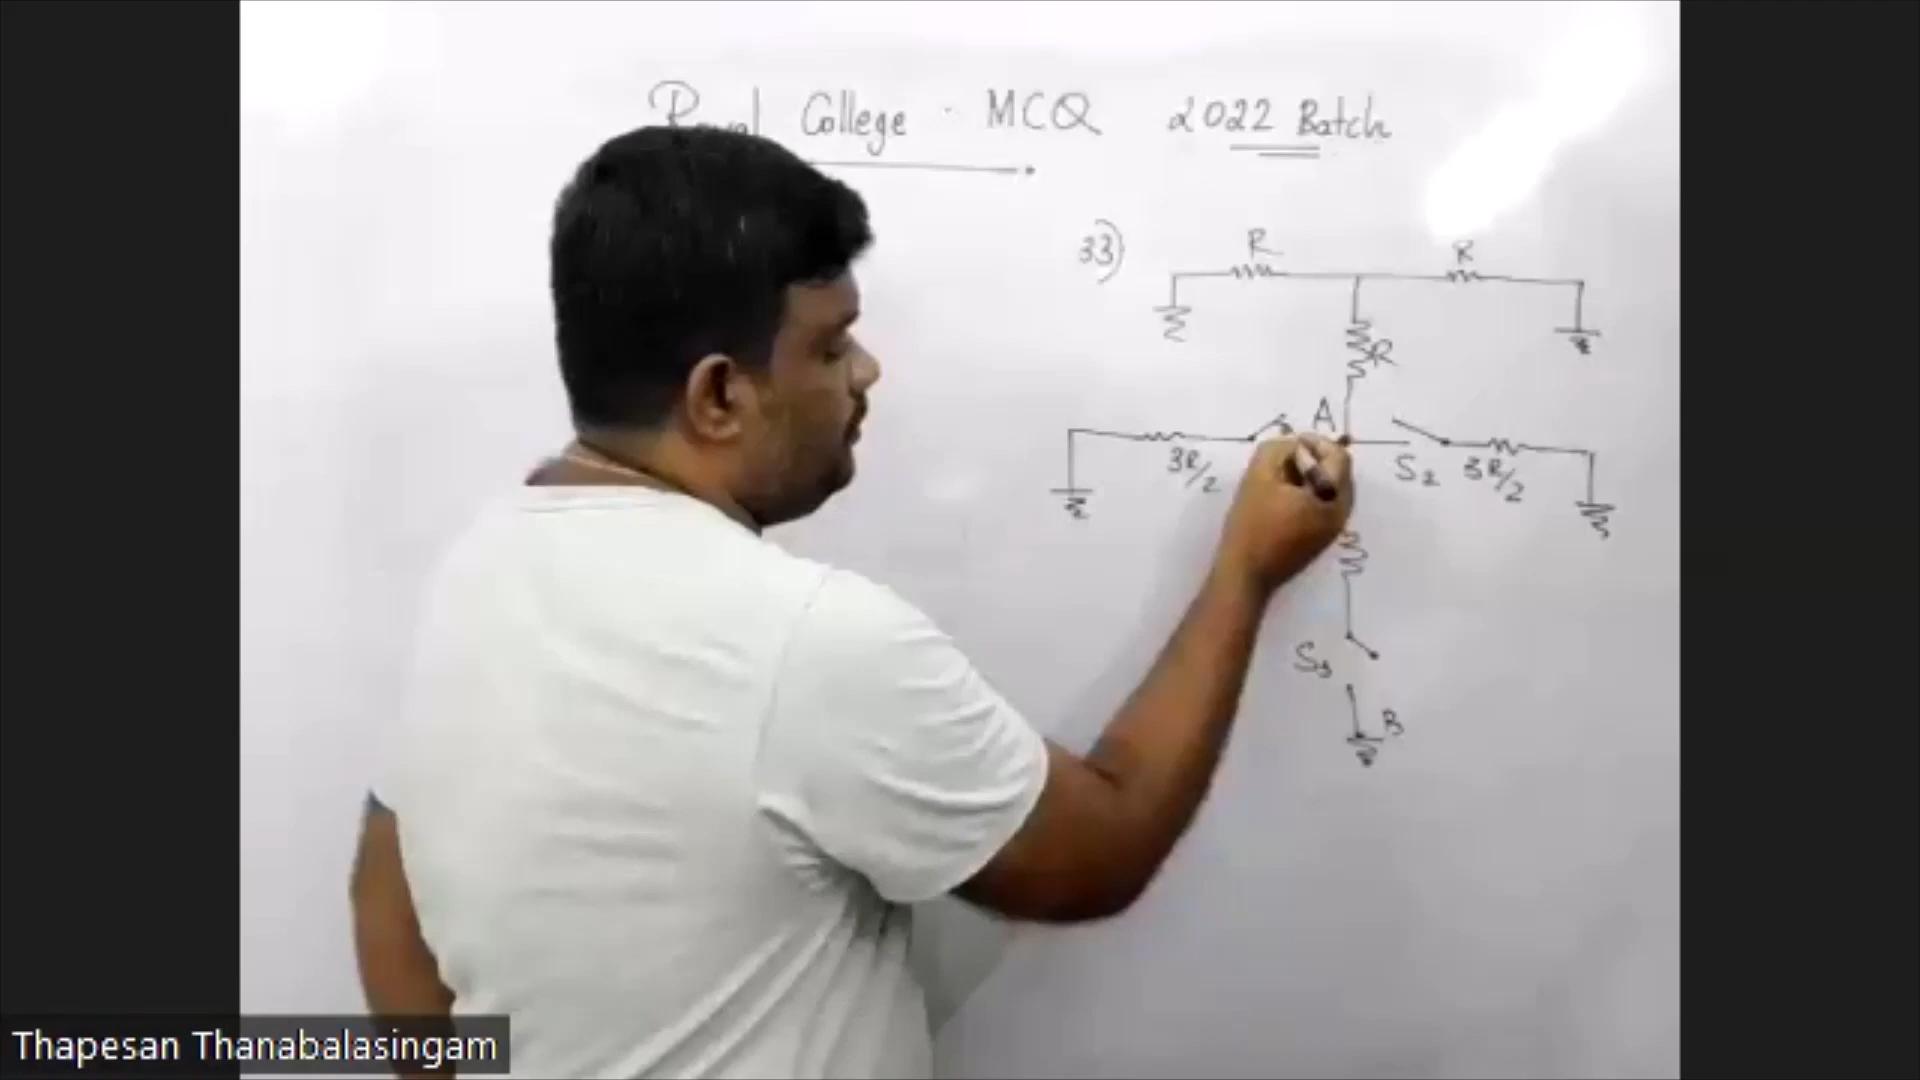 Royal College - MCQ 2022 Batch
33)
R
R
R
A
3R/2
S2
3R/2
S3
B
Thapesan Thanabalasingam